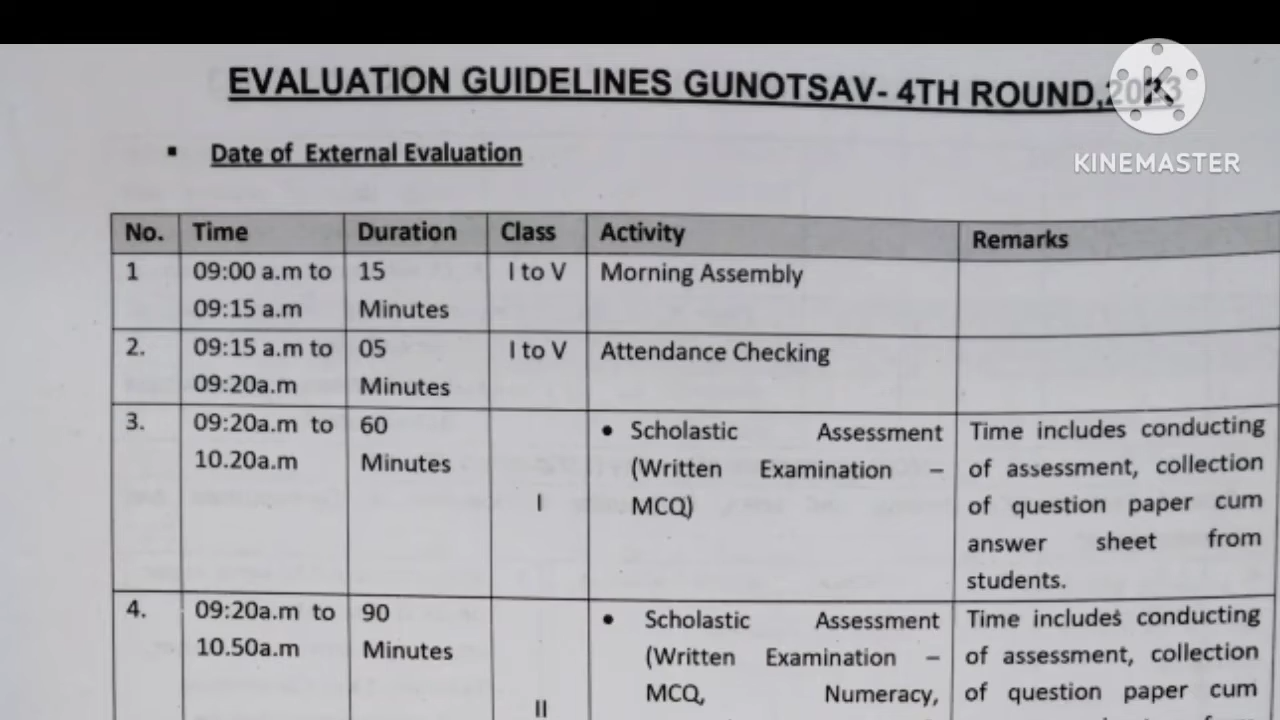 EVALUATION GUIDELINES GUNOTSAV- 4TH ROUND,2023
KINEMASTER
▪ Date of External Evaluation
No. Time Duration Class Activity Remarks
1 09:00 a.m to 15 I to V Morning Assembly
09:15 a.m Minutes
2. 09:15 a.m to 05 I to V Attendance Checking
09:20a.m Minutes
3. 09:20a.m to 60 • Scholastic Assessment Time includes conducting
10.20a.m Minutes (Written Examination – of assessment, collection
I MCQ) of question paper cum
answer sheet from
students.
4. 09:20a.m to 90 • Scholastic Assessment Time includes conducting
10.50a.m Minutes (Written Examination – of assessment, collection
II MCQ, Numeracy, of question paper cum